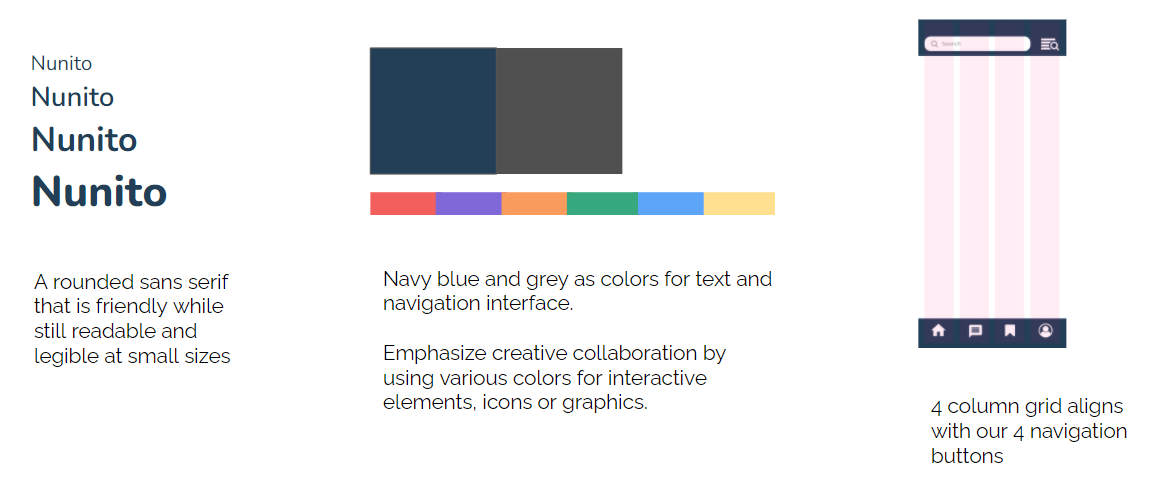 Nunito
Nunito
Nunito
Nunito
A rounded sans serif
that is friendly while
still readable and
legible at small sizes
Navy blue and grey as colors for text and
navigation interface.
Emphasize creative collaboration by
using various colors for interactive
elements, icons or graphics.
Search
4 column grid aligns
with our 4 navigation
buttons